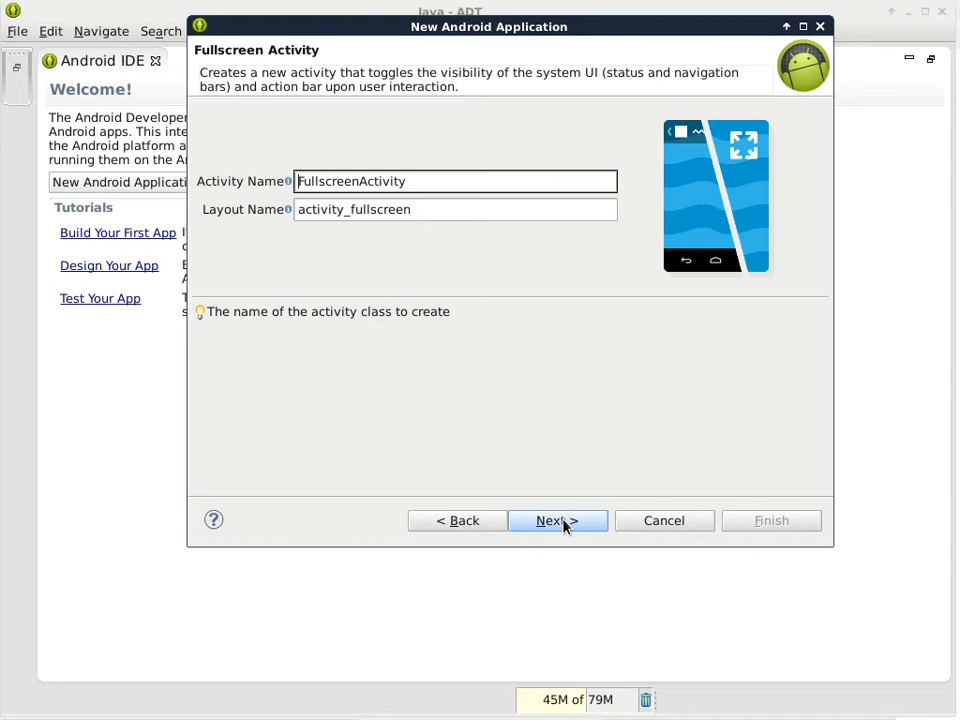 Java - ADT
File Edit Navigate Search
New Android Application
Android IDE
Welcome!
The Android Developer
Android apps. This inte
the Android platform a
running them on the A
New Android Applicati
Tutorials
Build Your First App
Design Your App
Test Your App
Fullscreen Activity
Creates a new activity that toggles the visibility of the system UI (status and navigation
bars) and action bar upon user interaction.
Activity Name FullscreenActivity
Layout Name activity_fullscreen
The name of the activity class to create
? < Back Next > Cancel Finish
45M of 79M